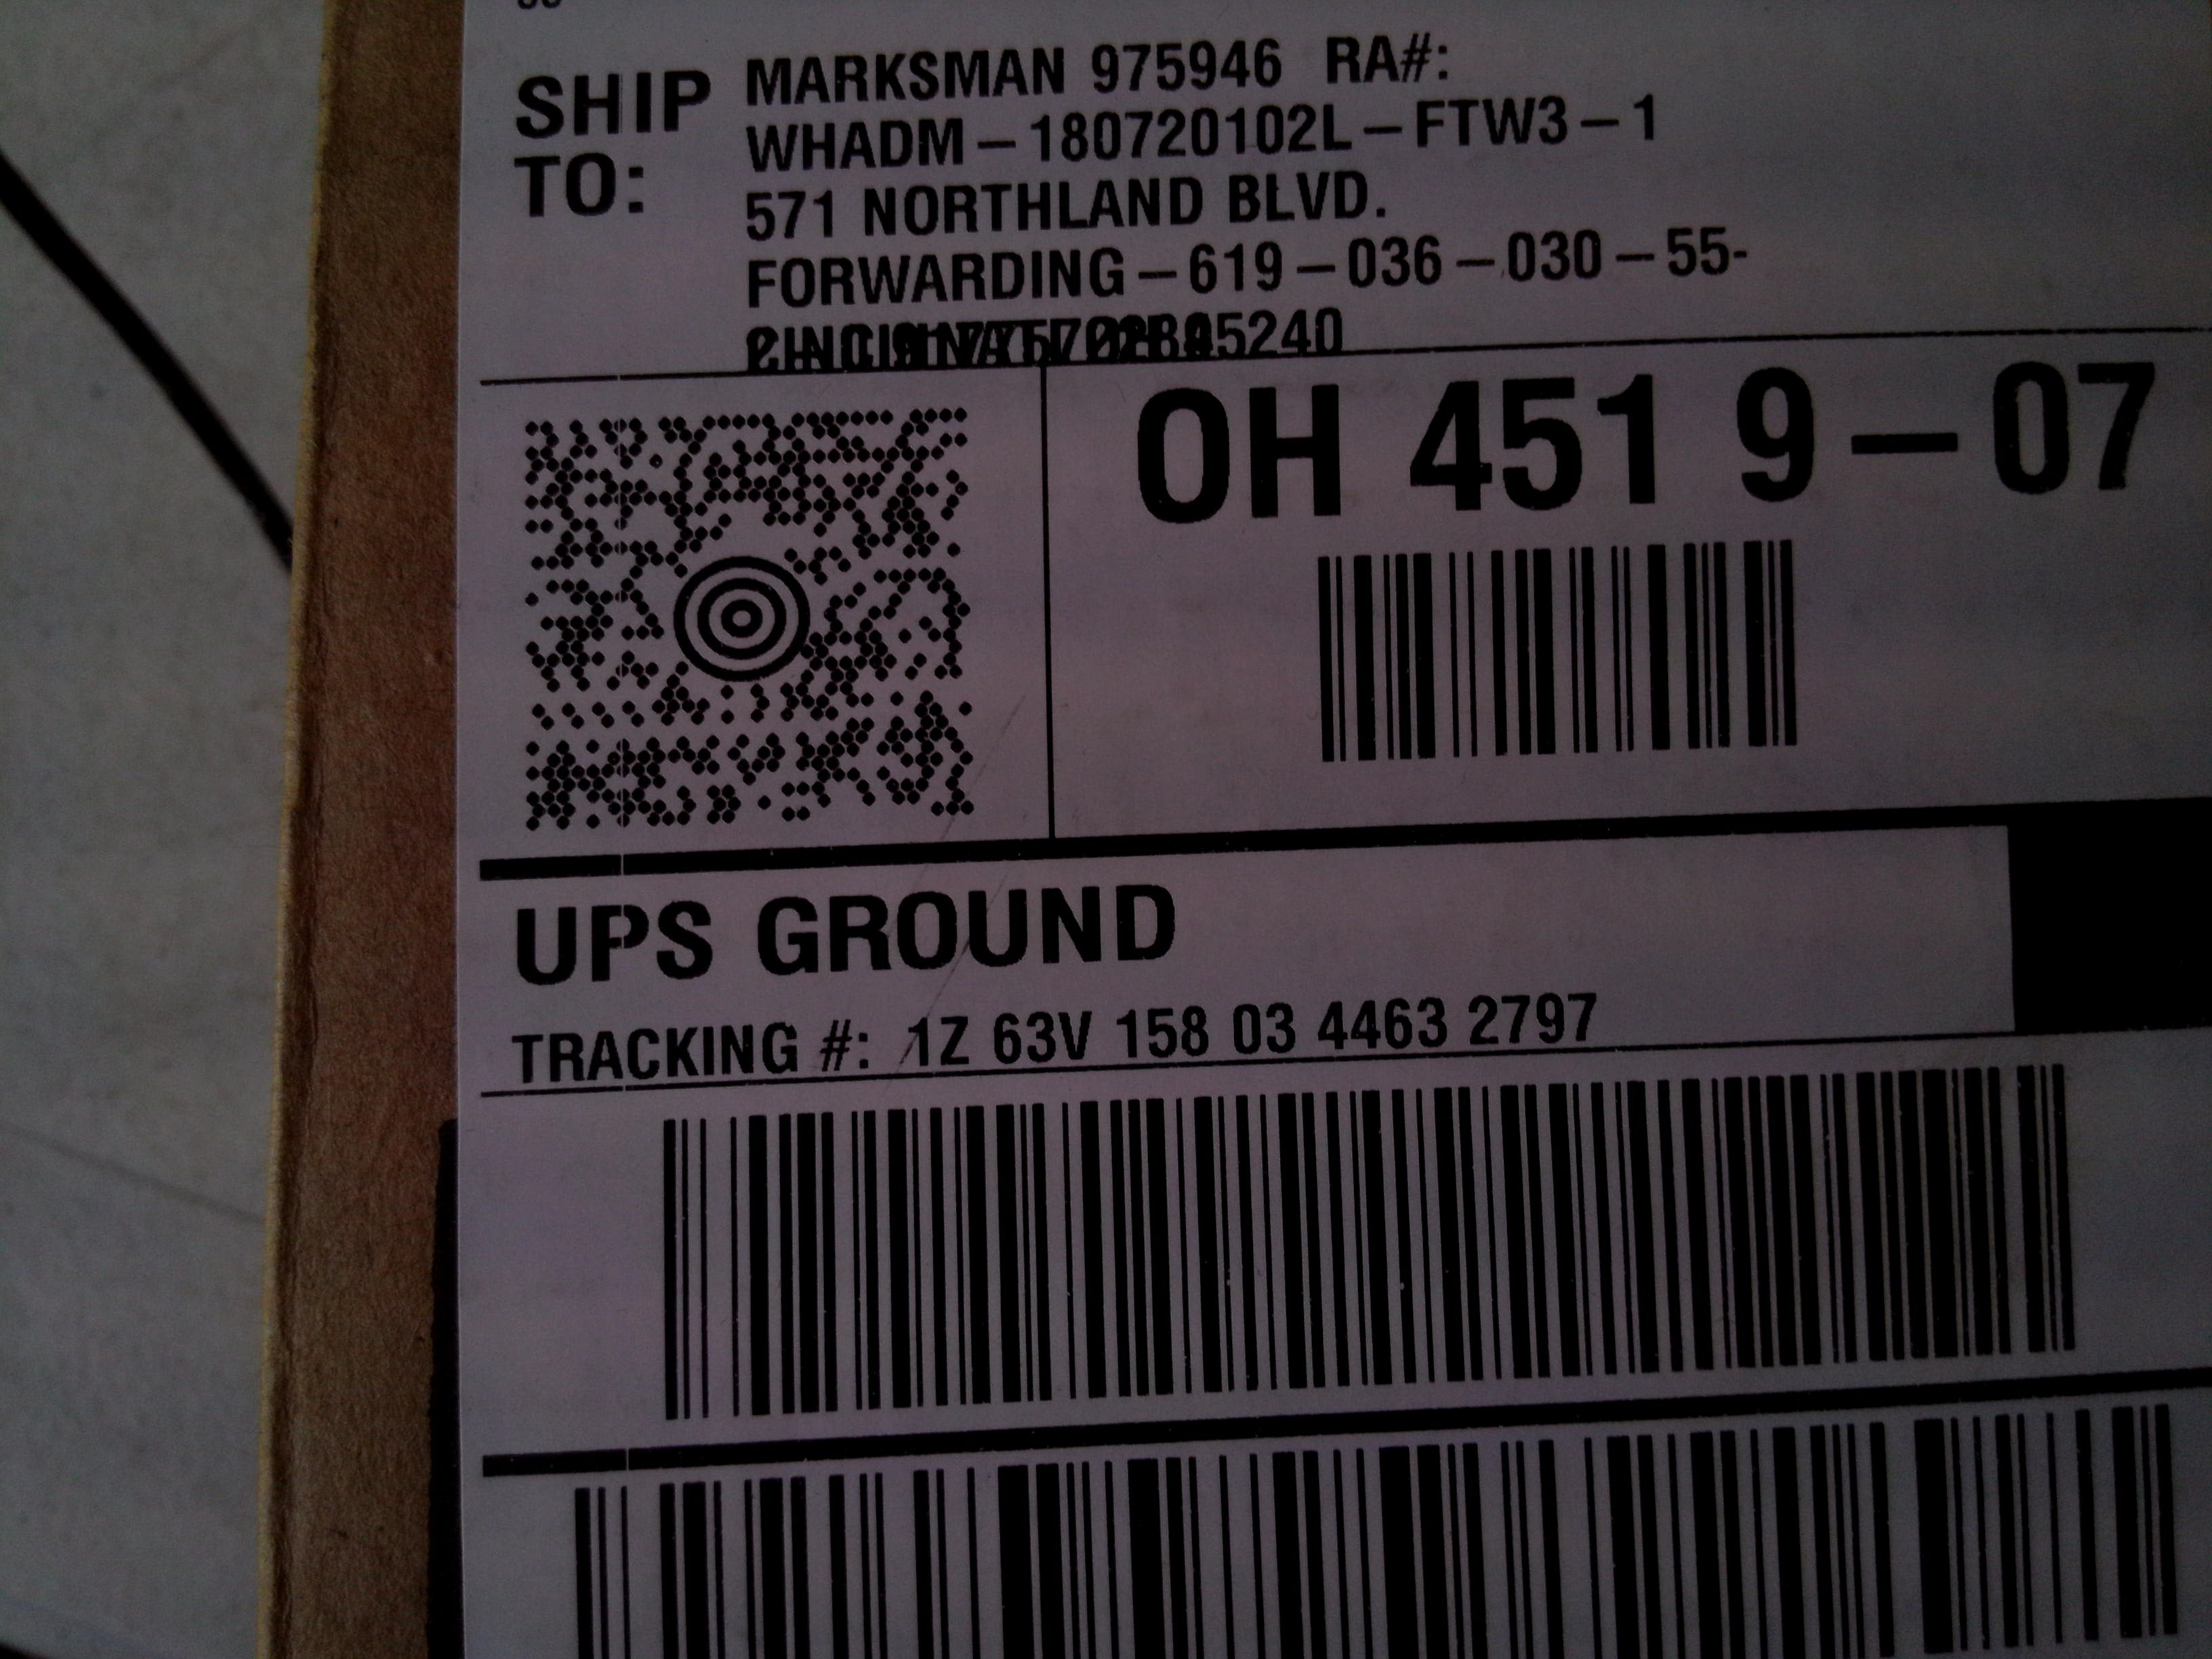 SHIP TO:
MARKSMAN 975946 RA#:
WHADM-180720102L-FTW3-1
571 NORTHLAND BLVD.
FORWARDING-619-036-030-55-
45240
OH 451 9-07
UPS GROUND
TRACKING #: 1Z 63V 158 03 4463 2797